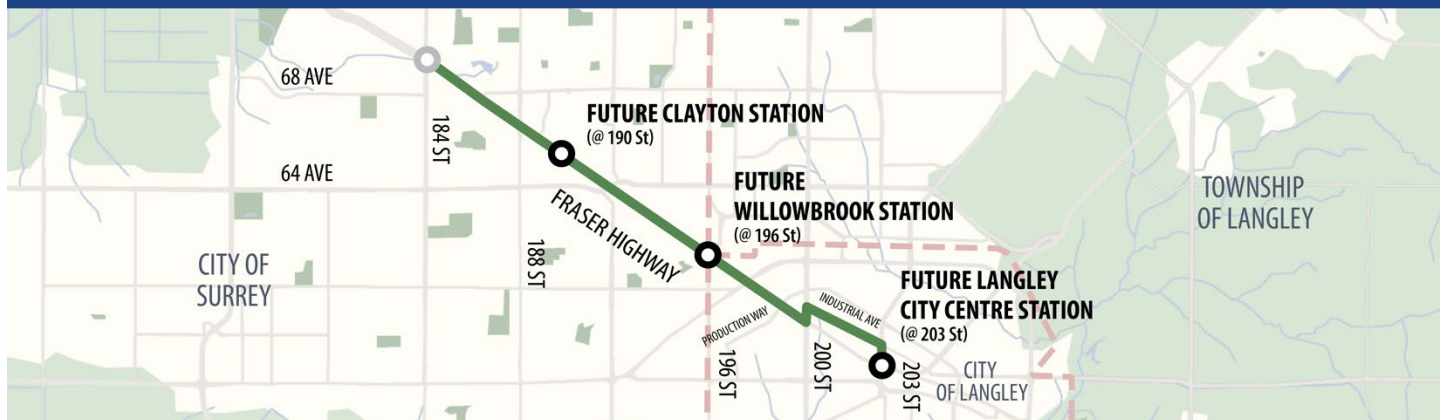 68 AVE
184 ST
FUTURE CLAYTON STATION
(@ 190 St)
64 AVE
FUTURE
WILLOWBROOK STATION
(@ 196 St)
TOWNSHIP
OF LANGLEY
FRASER HIGHWAY
188 ST
CITY OF
SURREY
FUTURE LANGLEY
CITY CENTRE STATION
(@ 203 St)
INDUSTRIAL AVE
PRODUCTION WAY
196 ST
200 ST
203 ST
CITY
OF LANGLEY